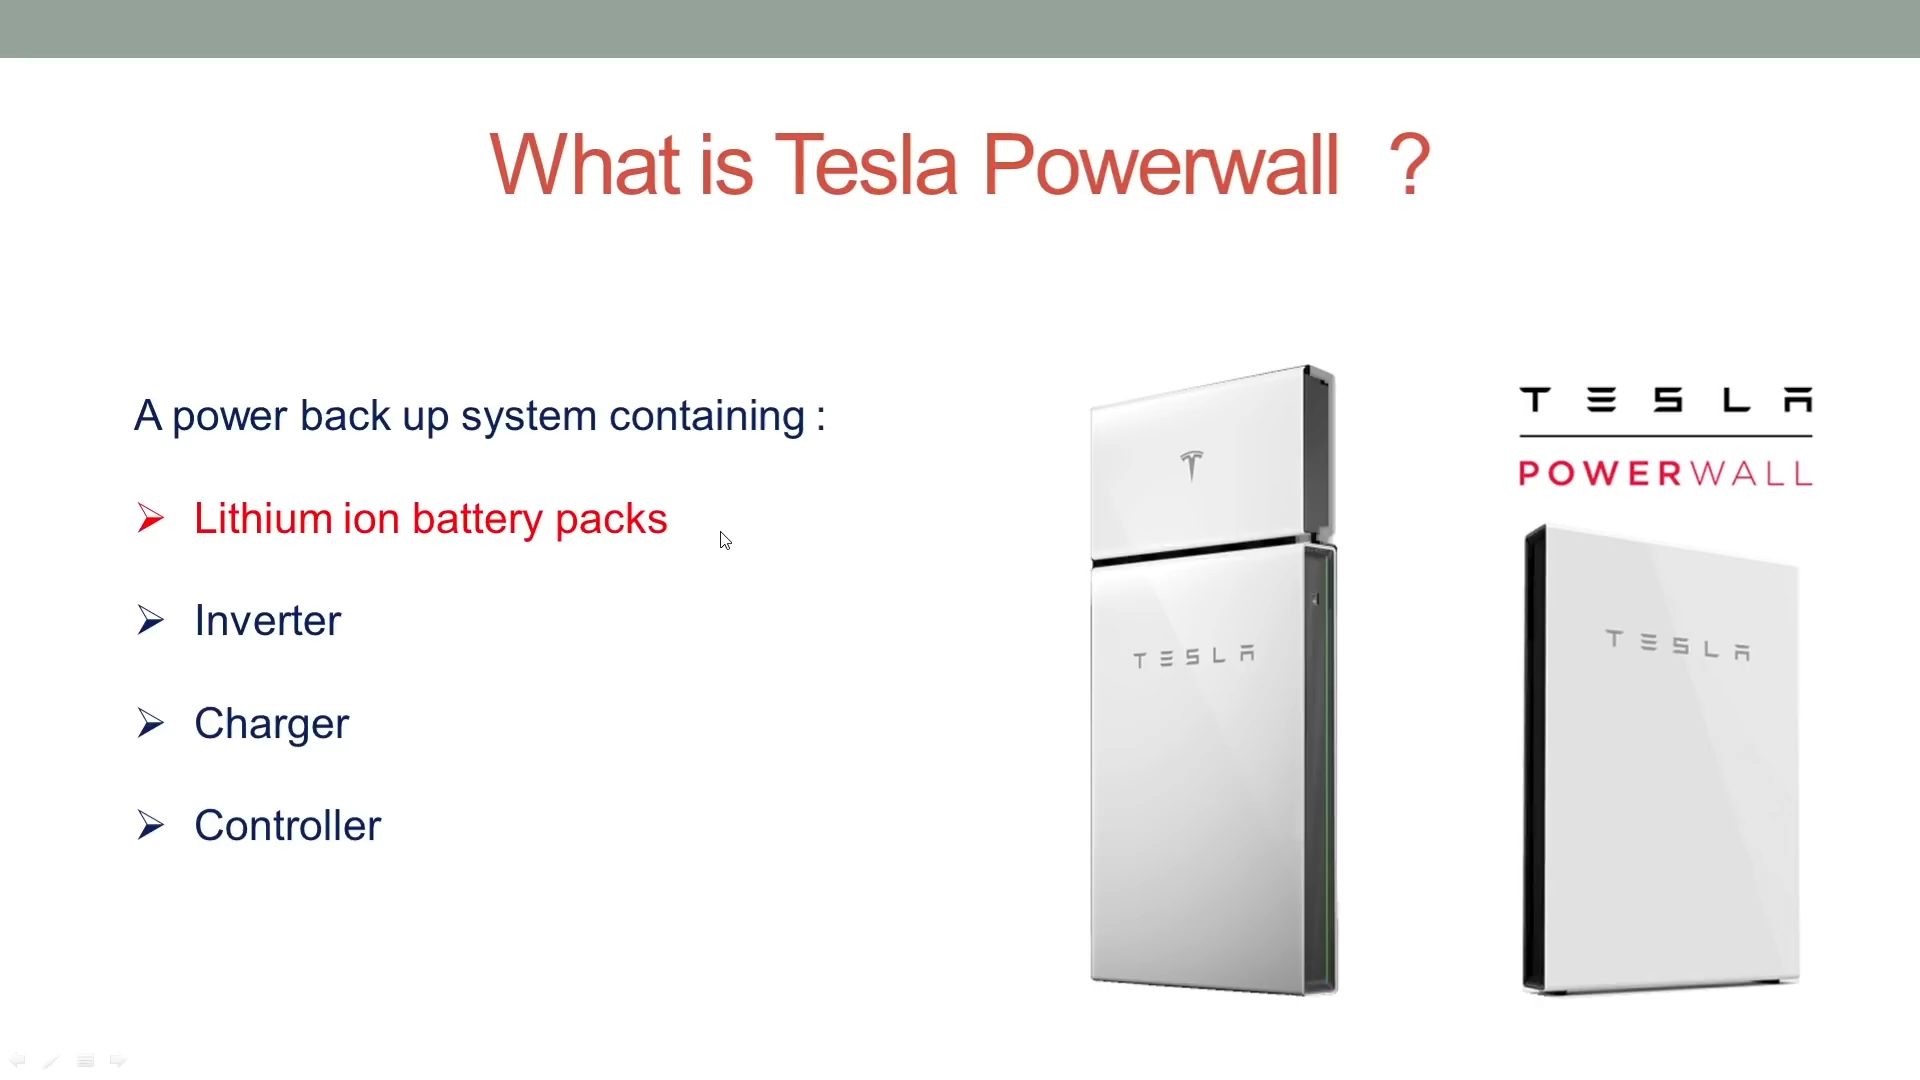 What is Tesla Powerwall ?
A power back up system containing :
➢ Lithium ion battery packs
➢ Inverter
➢ Charger
➢ Controller
TESLA
TESLA
POWERWALL
TESLA